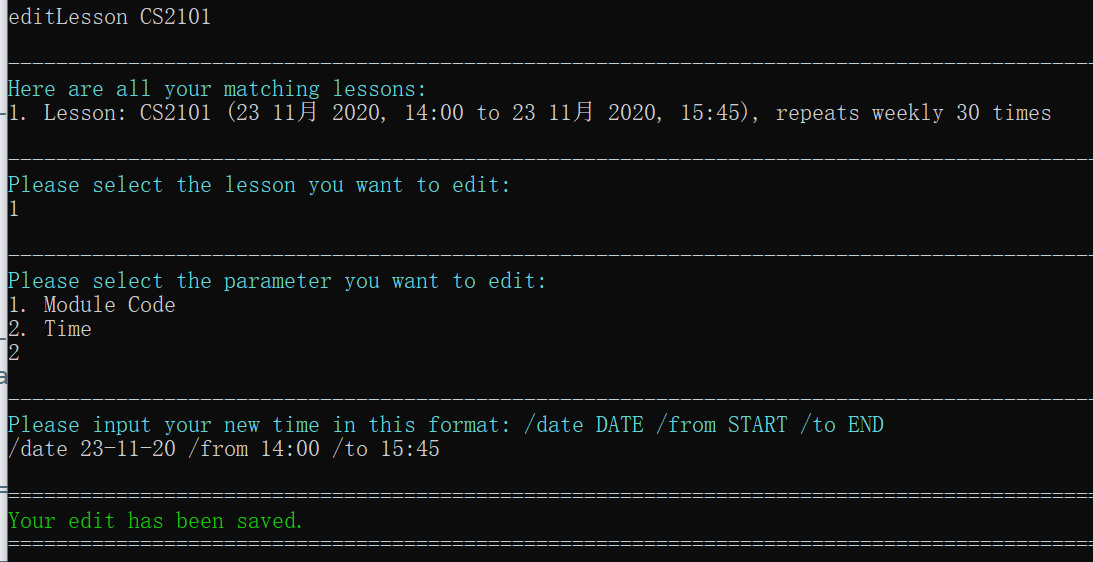 editLesson CS2101
Here are all your matching lessons:
1. Lesson: CS2101 (23 11月 2020, 14:00 to 23 11月 2020, 15:45), repeats weekly 30 times
Please select the lesson you want to edit:
1
Please select the parameter you want to edit:
1. Module Code
2. Time
2
Please input your new time in this format: /date DATE /from START /to END
/date 23-11-20 /from 14:00 /to 15:45
Your edit has been saved.